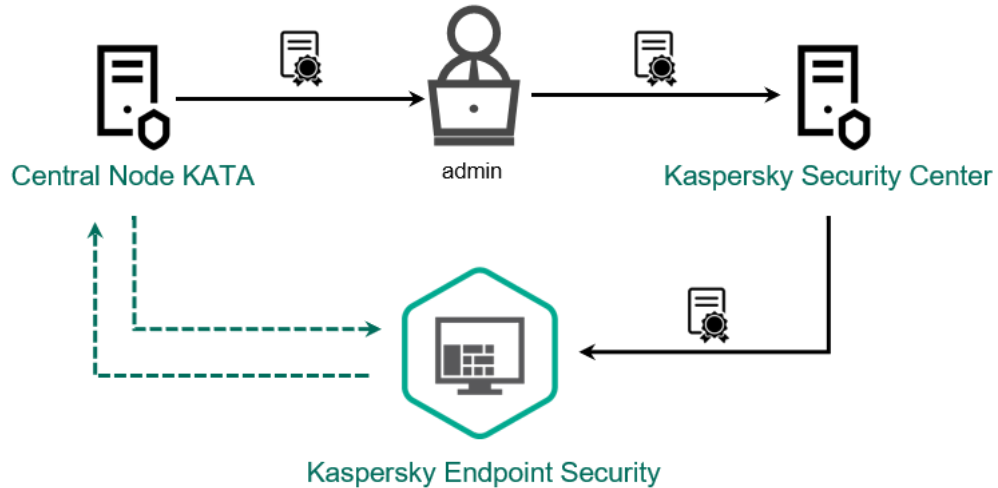 admin
Central Node KATA
Kaspersky Security Center
Kaspersky Endpoint Security